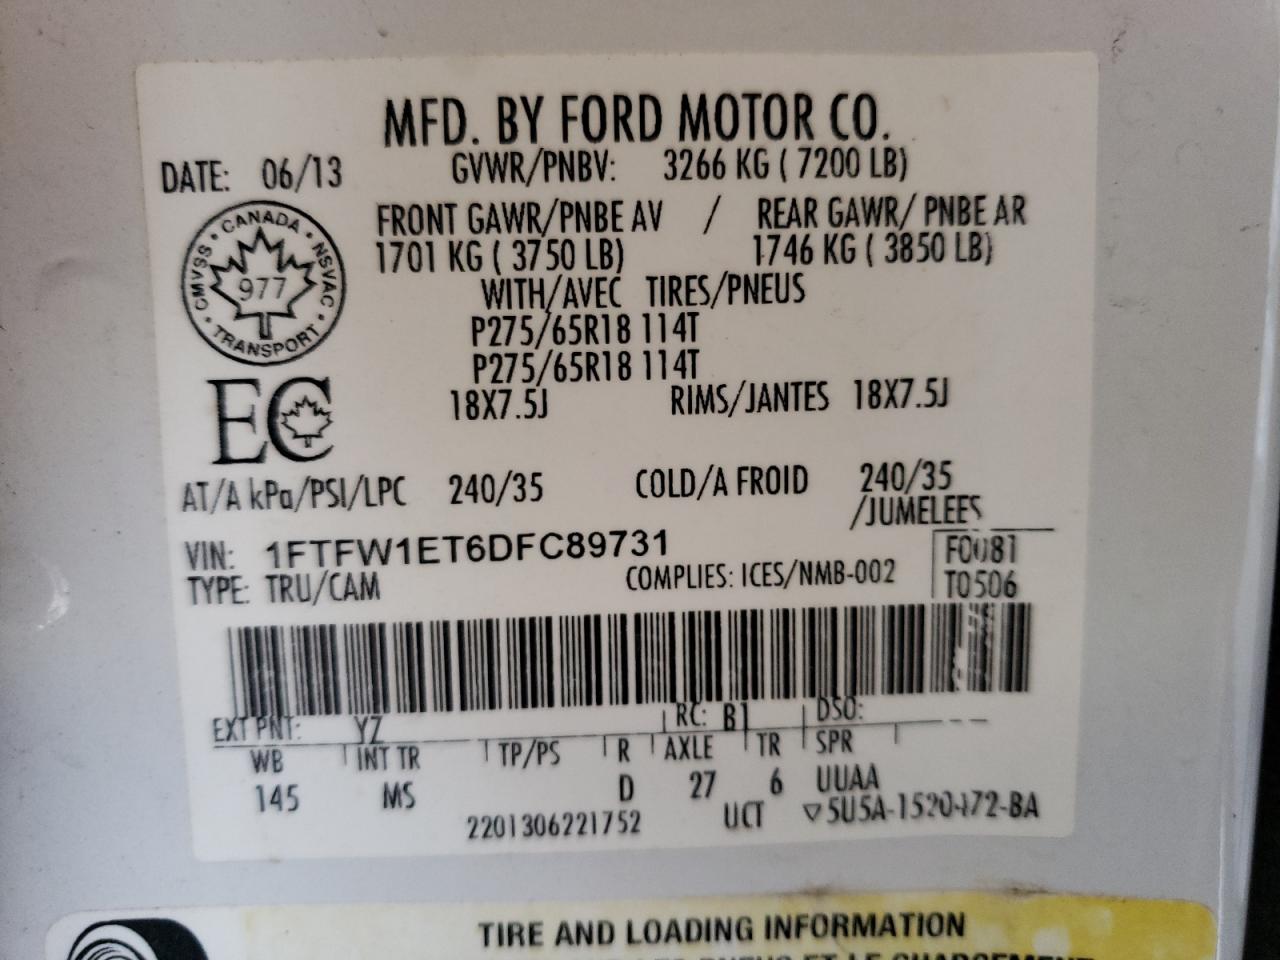 MFD. BY FORD MOTOR CO.
DATE: 06/13 GVWR/PNBV: 3266 KG ( 7200 LB)
FRONT GAWR/PNBE AV / REAR GAWR/ PNBE AR
1701 KG ( 3750 LB) 1746 KG ( 3850 LB)
WITH/AVEC TIRES/PNEUS
P275/65R18 114T
P275/65R18 114T
18X7.5J RIMS/JANTES 18X7.5J
CANADA
CMVSS • NSVAC
977
TRANSPORT
EC
AT/A kPa/PSI/LPC 240/35 COLD/A FROID 240/35
/JUMELEES
VIN: 1FTFW1ET6DFC89731
F0081
TYPE: TRU/CAM COMPLIES: ICES/NMB-002
T0506
EXT PNT: YZ RC: B1 DSO:
WB INT TR TP/PS R AXLE TR SPR
145 MS D 27 6 UUAA
2201306221752 UCT ▽5U5A-1520472-BA
TIRE AND LOADING INFORMATION
PNEUS ET LE CHARGEMENT